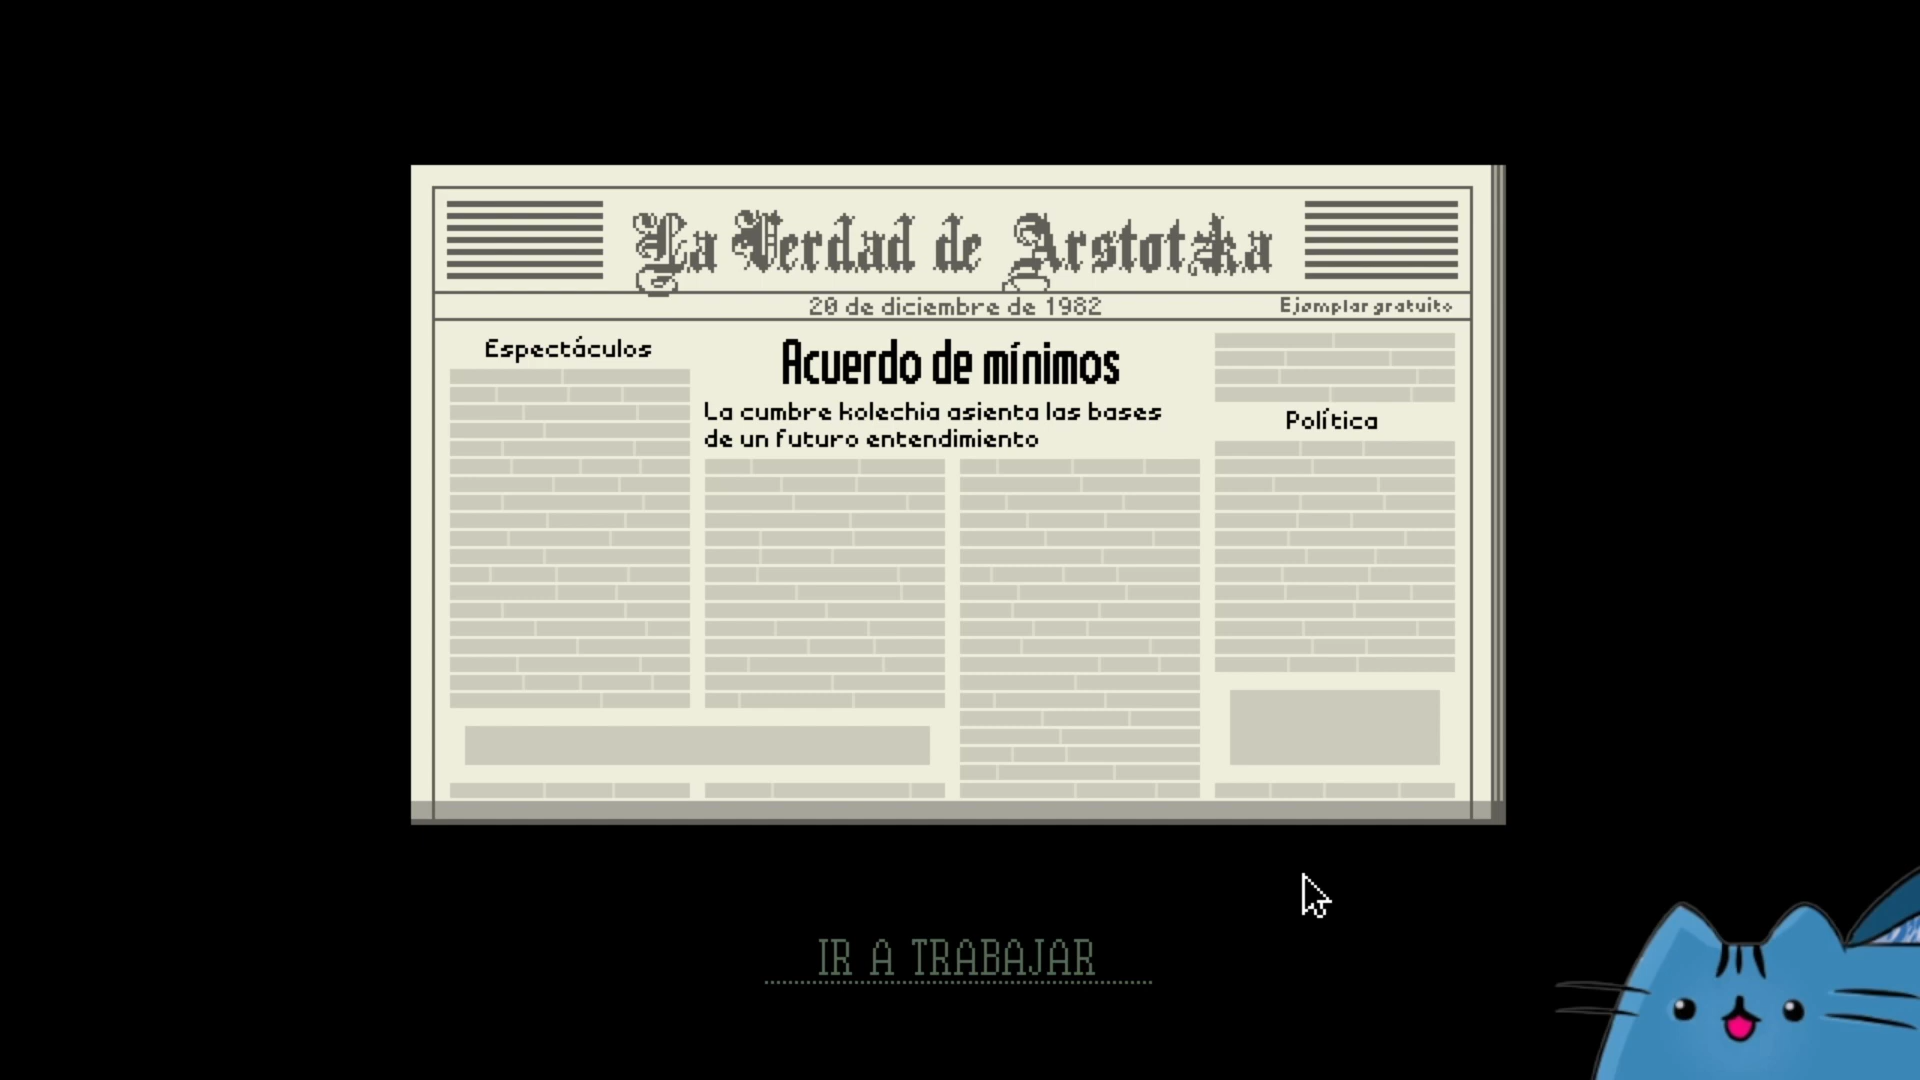 La Verdad de Arstotzka
20 de diciembre de 1982
Ejemplar gratuito
Espectáculos
Acuerdo de mínimos
La cumbre kolechia asienta las bases
de un futuro entendimiento
Política
IR A TRABAJAR